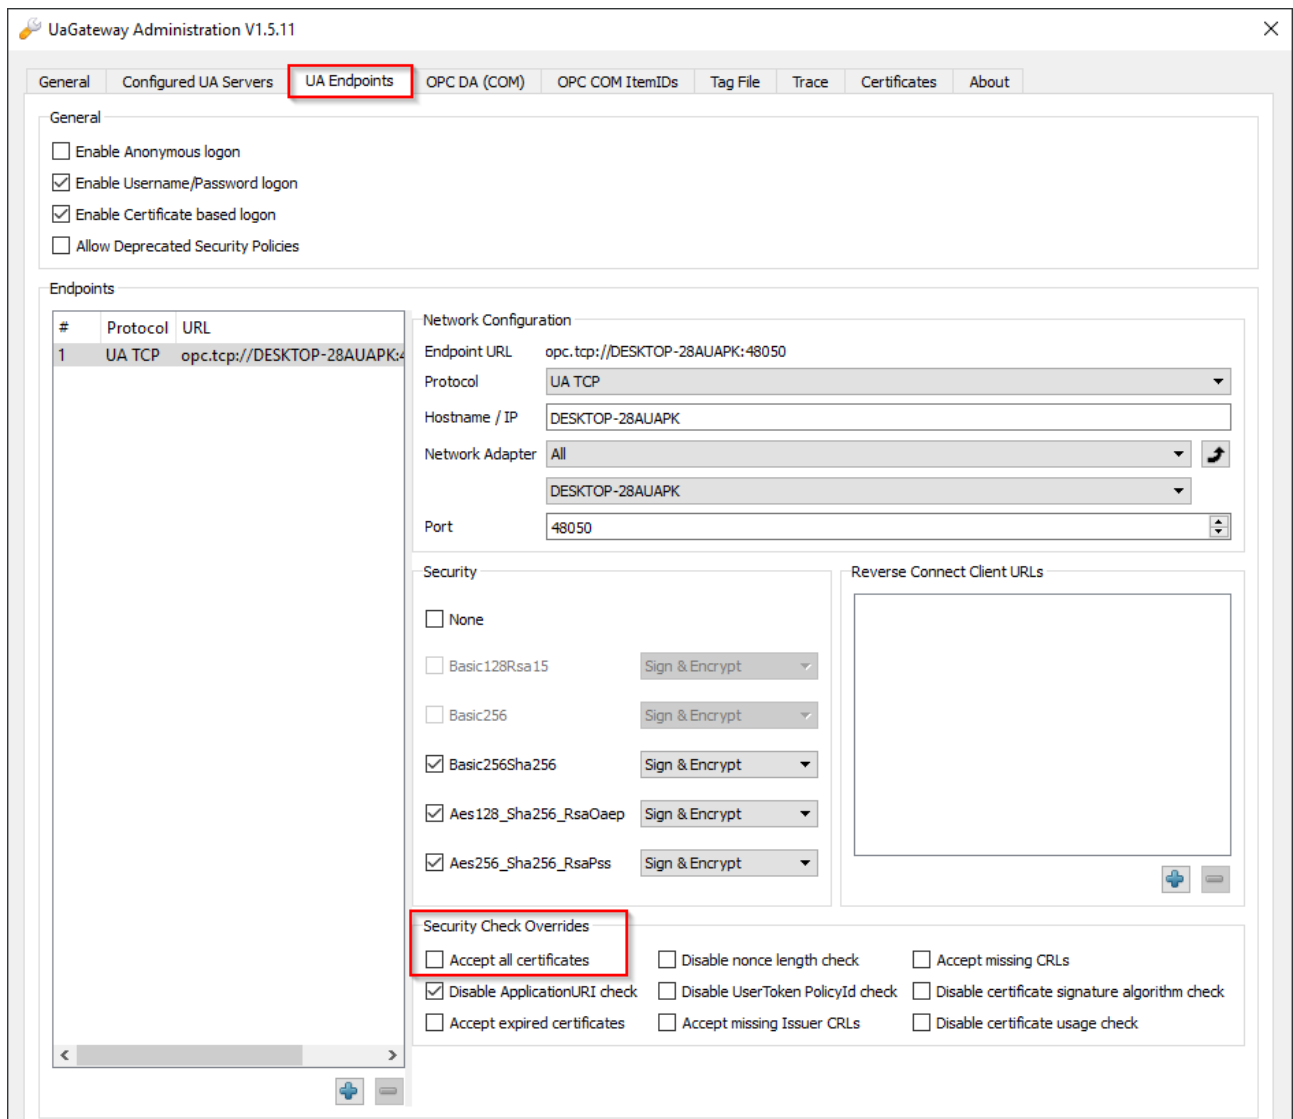 UaGateway Administration V1.5.11
General Configured UA Servers UA Endpoints OPC DA (COM) OPC COM ItemIDs Tag File Trace Certificates About
General
Enable Anonymous logon
Enable Username/Password logon
Enable Certificate based logon
Allow Deprecated Security Policies
Endpoints
# Protocol URL
1 UA TCP opc.tcp://DESKTOP-28AUAPK:4
Network Configuration
Endpoint URL opc.tcp://DESKTOP-28AUAPK:48050
Protocol UA TCP
Hostname / IP DESKTOP-28AUAPK
Network Adapter All
DESKTOP-28AUAPK
Port 48050
Security
None
Basic128Rsa15 Sign & Encrypt
Basic256 Sign & Encrypt
Basic256Sha256 Sign & Encrypt
Aes128_Sha256_RsaOaep Sign & Encrypt
Aes256_Sha256_RsaPss Sign & Encrypt
Reverse Connect Client URLs
Security Check Overrides
Accept all certificates Disable nonce length check Accept missing CRLs
Disable ApplicationURI check Disable UserToken PolicyId check Disable certificate signature algorithm check
Accept expired certificates Accept missing Issuer CRLs Disable certificate usage check